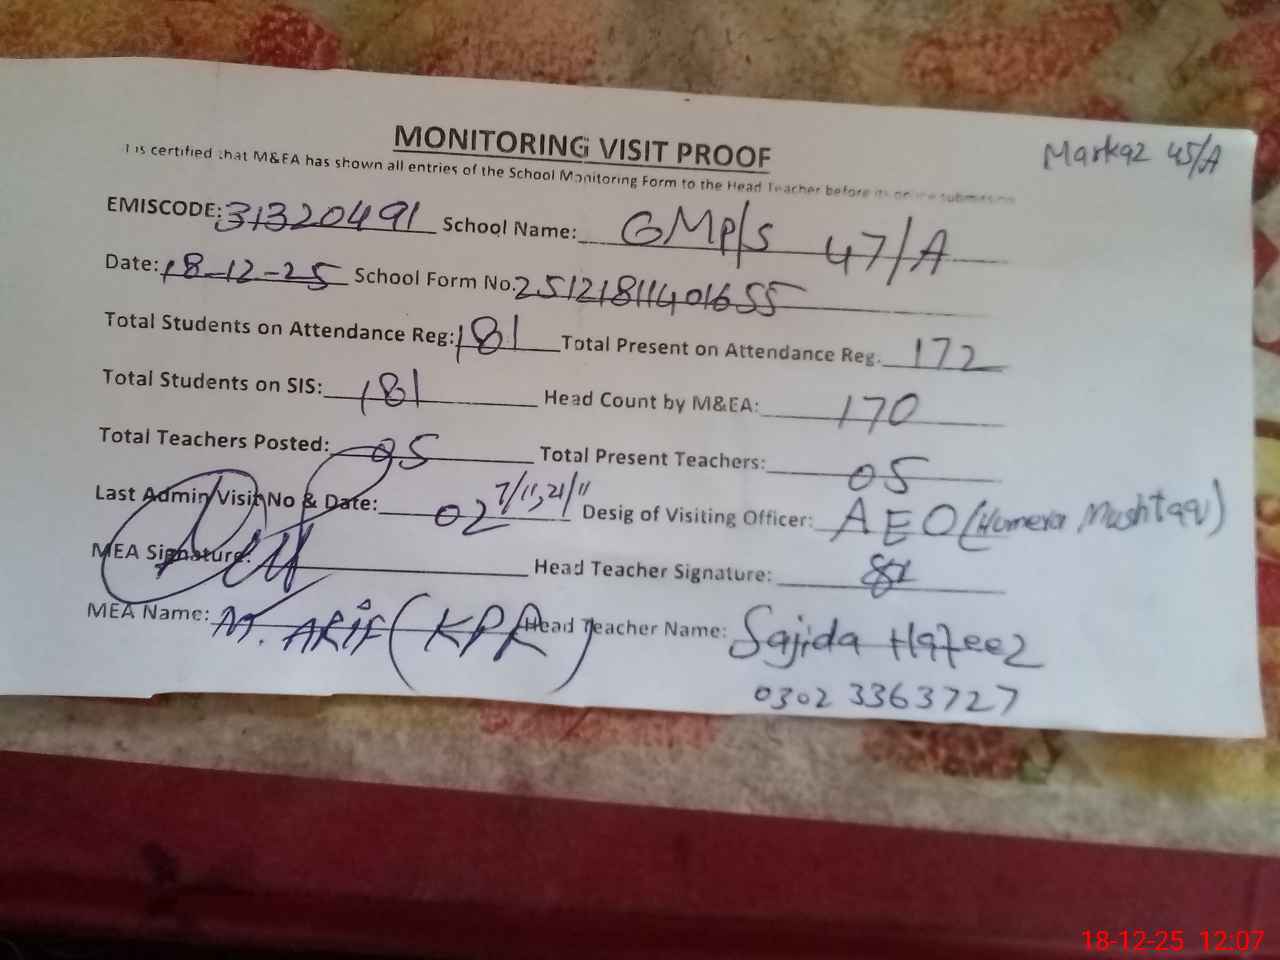 MONITORING VISIT PROOF
Markaz 45/A
I is certified that M&EA has shown all entries of the School Monitoring Form to the Head Teacher before its online submission
EMISCODE: 31320491 School Name: GMP/S 47/A
Date: 18-12-25 School Form No. 25121811401655
Total Students on Attendance Reg: 181 Total Present on Attendance Reg. 172
Total Students on SIS: 181 Head Count by M&EA: 170
Total Teachers Posted: 05 Total Present Teachers: 05
Last Admin Visit No & Date: 02 7/11, 21/11 Desig of Visiting Officer: AEO (Humera Mushtaq)
MEA Signature: Head Teacher Signature:
MEA Name: M. ARIF (KPR) Head Teacher Name: Sajida Hafeez
0302 3363727
18-12-25 12:07